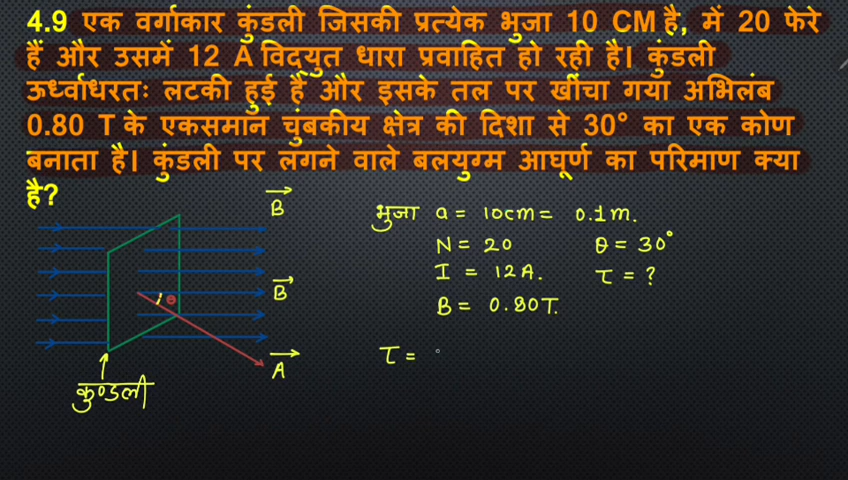 4.9 एक वर्गाकार कुंडली जिसकी प्रत्येक भुजा 10 CM है, में 20 फेरे
हैं और उसमें 12 A विद्युत धारा प्रवाहित हो रही है। कुंडली
ऊर्ध्वाधरतः लटकी हुई है और इसके तल पर खींचा गया अभिलंब
0.80 T के एकसमान चुंबकीय क्षेत्र की दिशा से 30° का एक कोण
बनाता है। कुंडली पर लगने वाले बलयुग्म आघूर्ण का परिमाण क्या
है?
B
भुजा a = 10cm = 0.1m.
N = 20 θ = 30°
I = 12A. τ = ?
B
θ
B = 0.80T.
τ =
A
कुण्डली